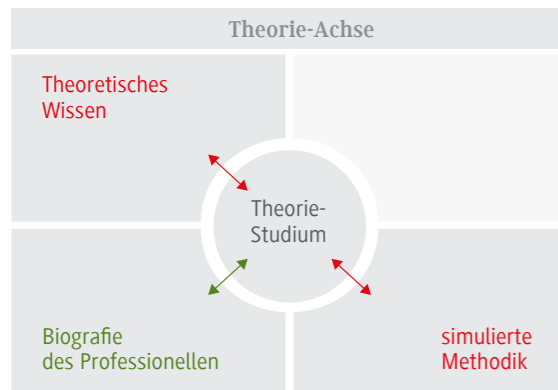 Theorie-Achse
Theoretisches
Wissen
Theorie-
Studium
Biografie
des Professionellen
simulierte
Methodik